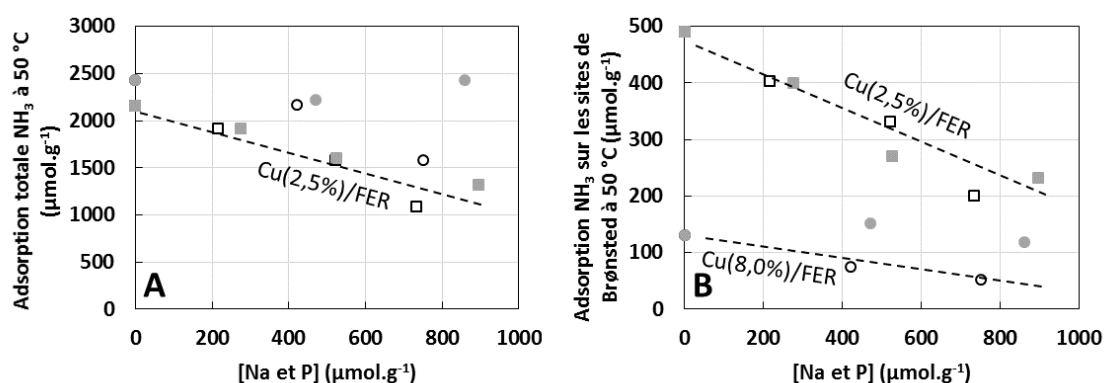 Adsorption totale NH3 à 50 °C
(µmol.g-1)
3000
2500
2000
1500
1000
500
0
Cu(2,5%)/FER
A
0 200 400 600 800 1000
[Na et P] (µmol.g-1)
Adsorption NH3 sur les sites de
Brønsted à 50 °C (µmol.g-1)
500
400
300
200
100
0
Cu(2,5%)/FER
Cu(8,0%)/FER
B
0 200 400 600 800 1000
[Na et P] (µmol.g-1)